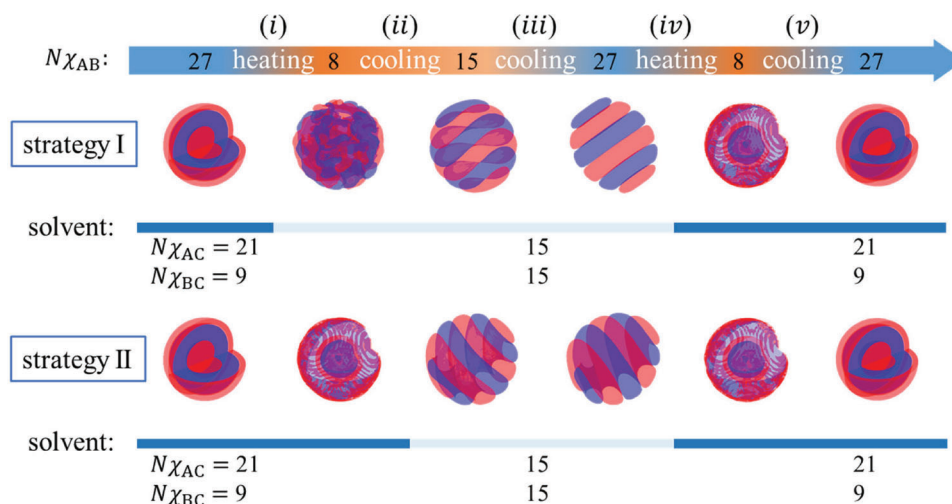 (i) (ii) (iii) (iv) (v)
NχAB: 27 heating 8 cooling 15 cooling 27 heating 8 cooling 27
strategy I
solvent:
NχAC = 21 15 21
NχBC = 9 15 9
strategy II
solvent:
NχAC = 21 15 21
NχBC = 9 15 9